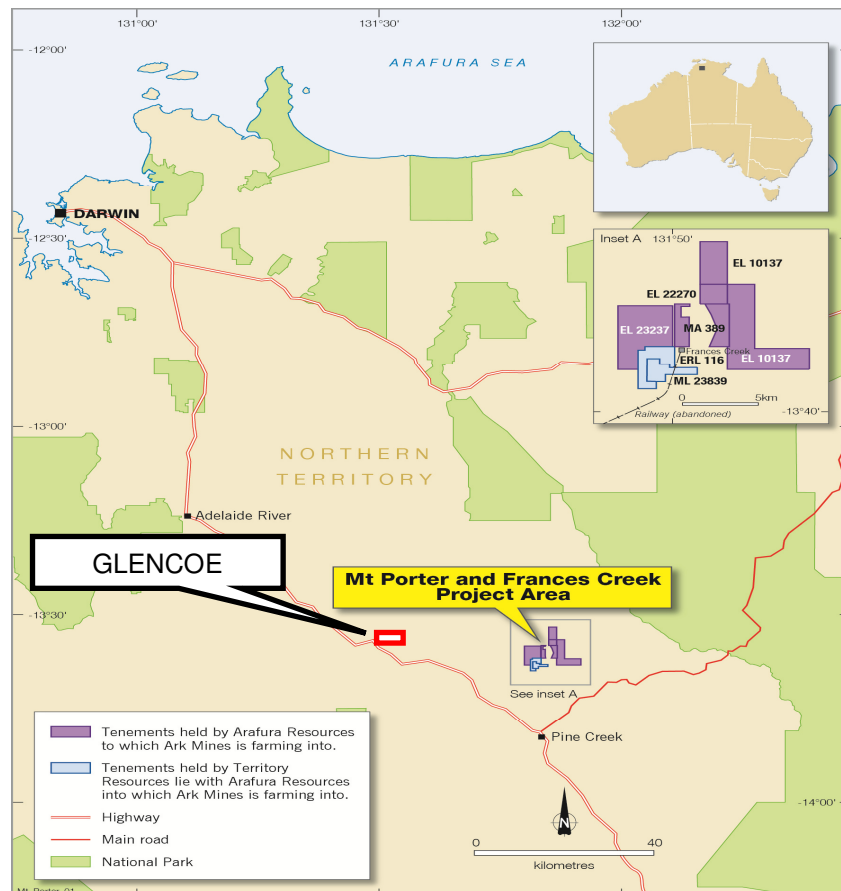 131°00'
131°30'
132°00'
-12°00'
ARAFURA SEA
DARWIN
-12°30'
Inset A
131°50'
EL 10137
EL 22270
EL 23237
MA 389
Frances Creek
ERL 116
EL 10137
ML 23839
0
5km
Railway (abandoned)
-13°40'
-13°00'
NORTHERN
TERRITORY
Adelaide River
GLENCOE
Mt Porter and Frances Creek
Project Area
-13°30'
See inset A
Pine Creek
Tenements held by Arafura Resources
to which Ark Mines is farming into.
Tenements held by Territory
Resources lie with Arafura Resources
into which Ark Mines is farming into.
Highway
Main road
National Park
N
0
40
kilometres
-14°00'
Mt Porter 01